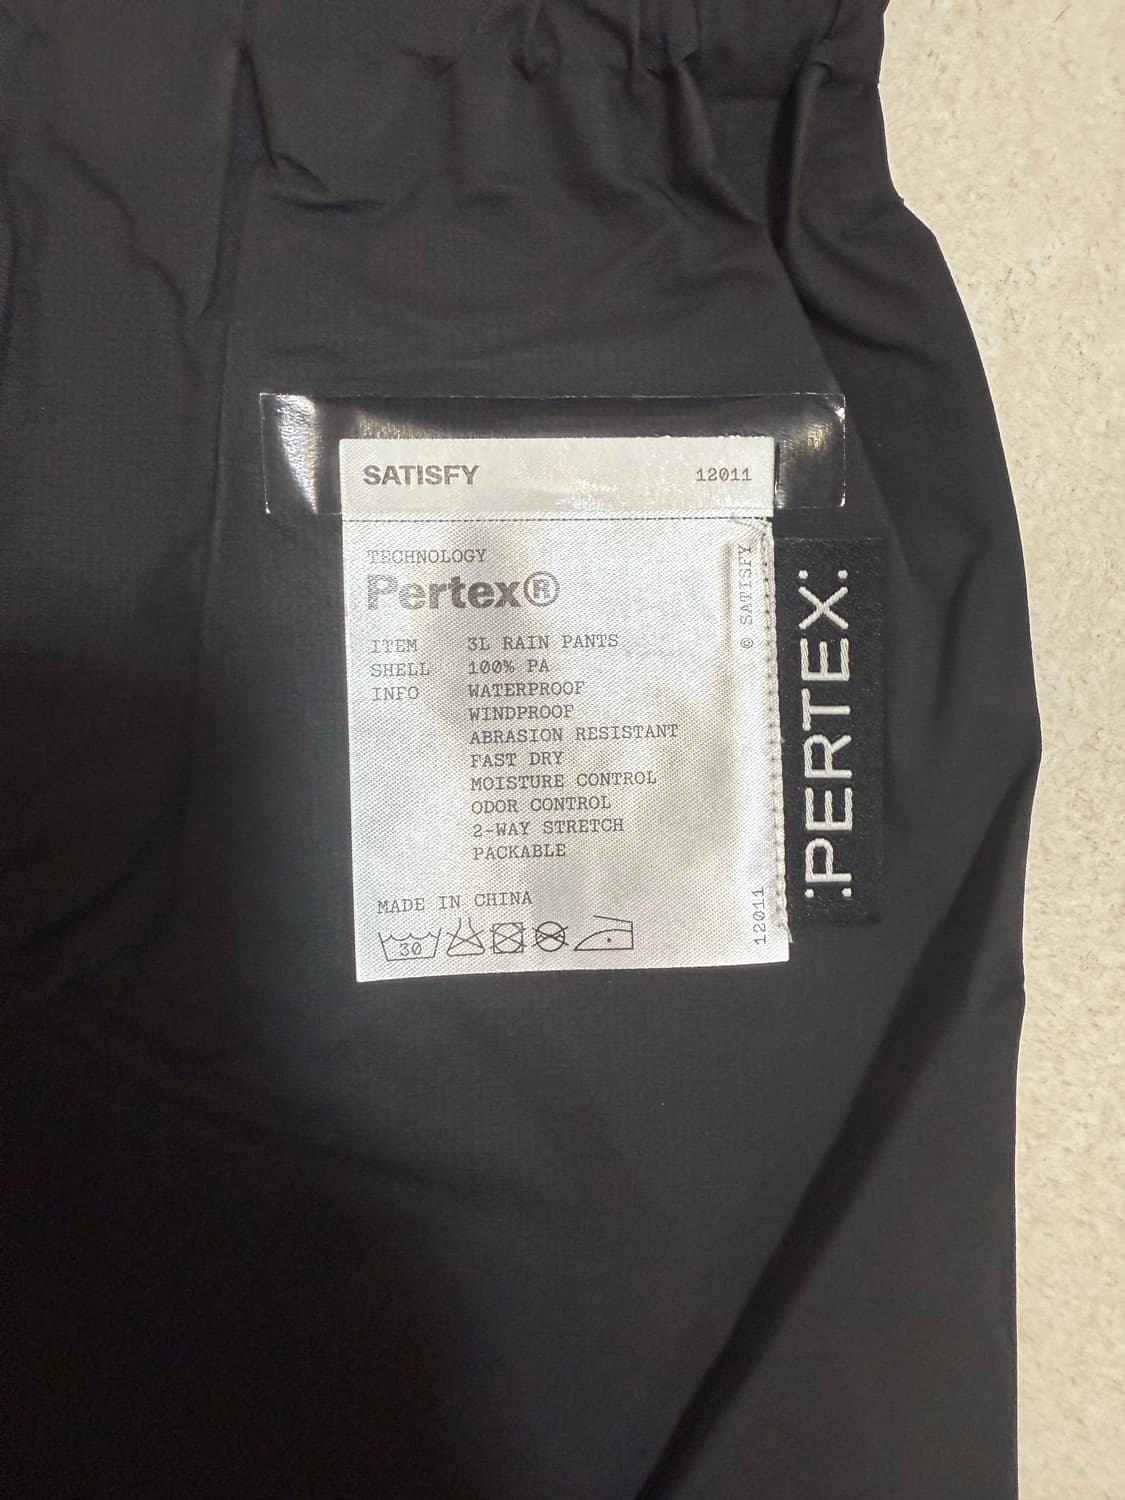 SATISFY 12011
TECHNOLOGY
Pertex®
ITEM 3L RAIN PANTS
SHELL 100% PA
INFO WATERPROOF
WINDPROOF
ABRASION RESISTANT
FAST DRY
MOISTURE CONTROL
ODOR CONTROL
2-WAY STRETCH
PACKABLE
MADE IN CHINA
30
© SATISFY
12011
:PERTEX: